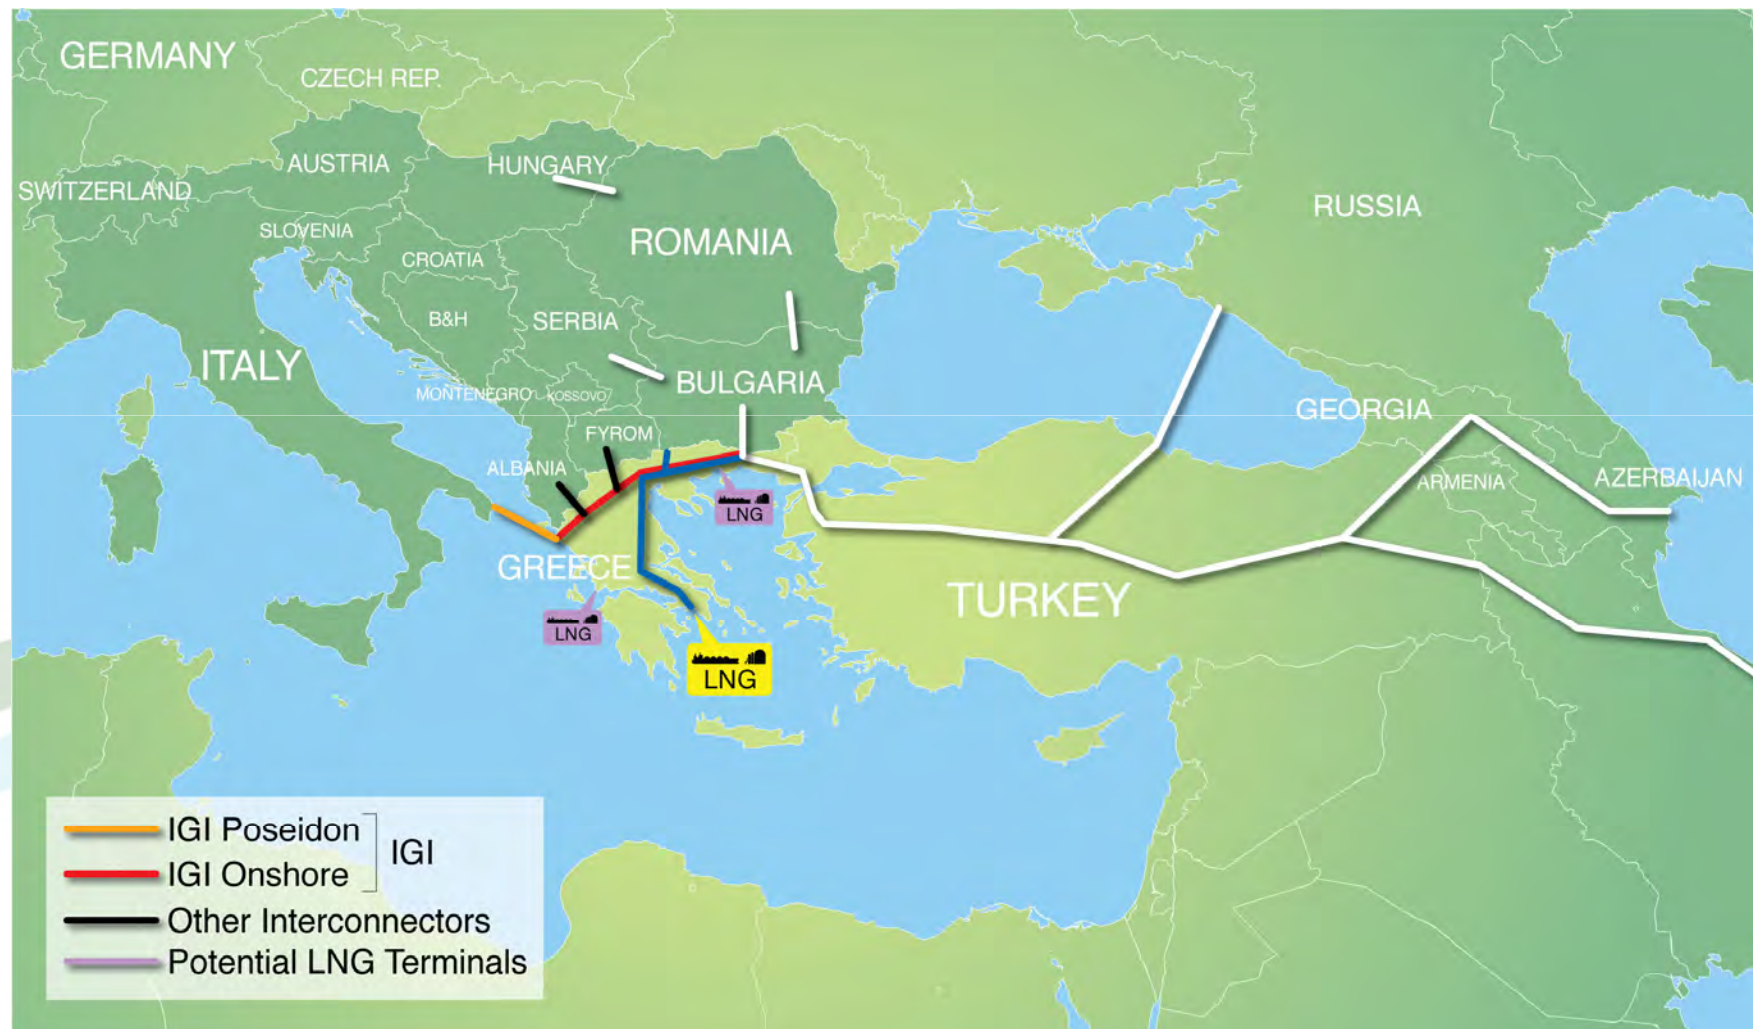 GERMANY
CZECH REP.
AUSTRIA
HUNGARY
SWITZERLAND
RUSSIA
SLOVENIA
ROMANIA
CROATIA
B&H
SERBIA
ITALY
BULGARIA
MONTENEGRO
KOSSOVO
GEORGIA
FYROM
ALBANIA
AZERBAIJAN
ARMENIA
LNG
GREECE
TURKEY
LNG
LNG
IGI Poseidon
IGI
IGI Onshore
Other Interconnectors
Potential LNG Terminals